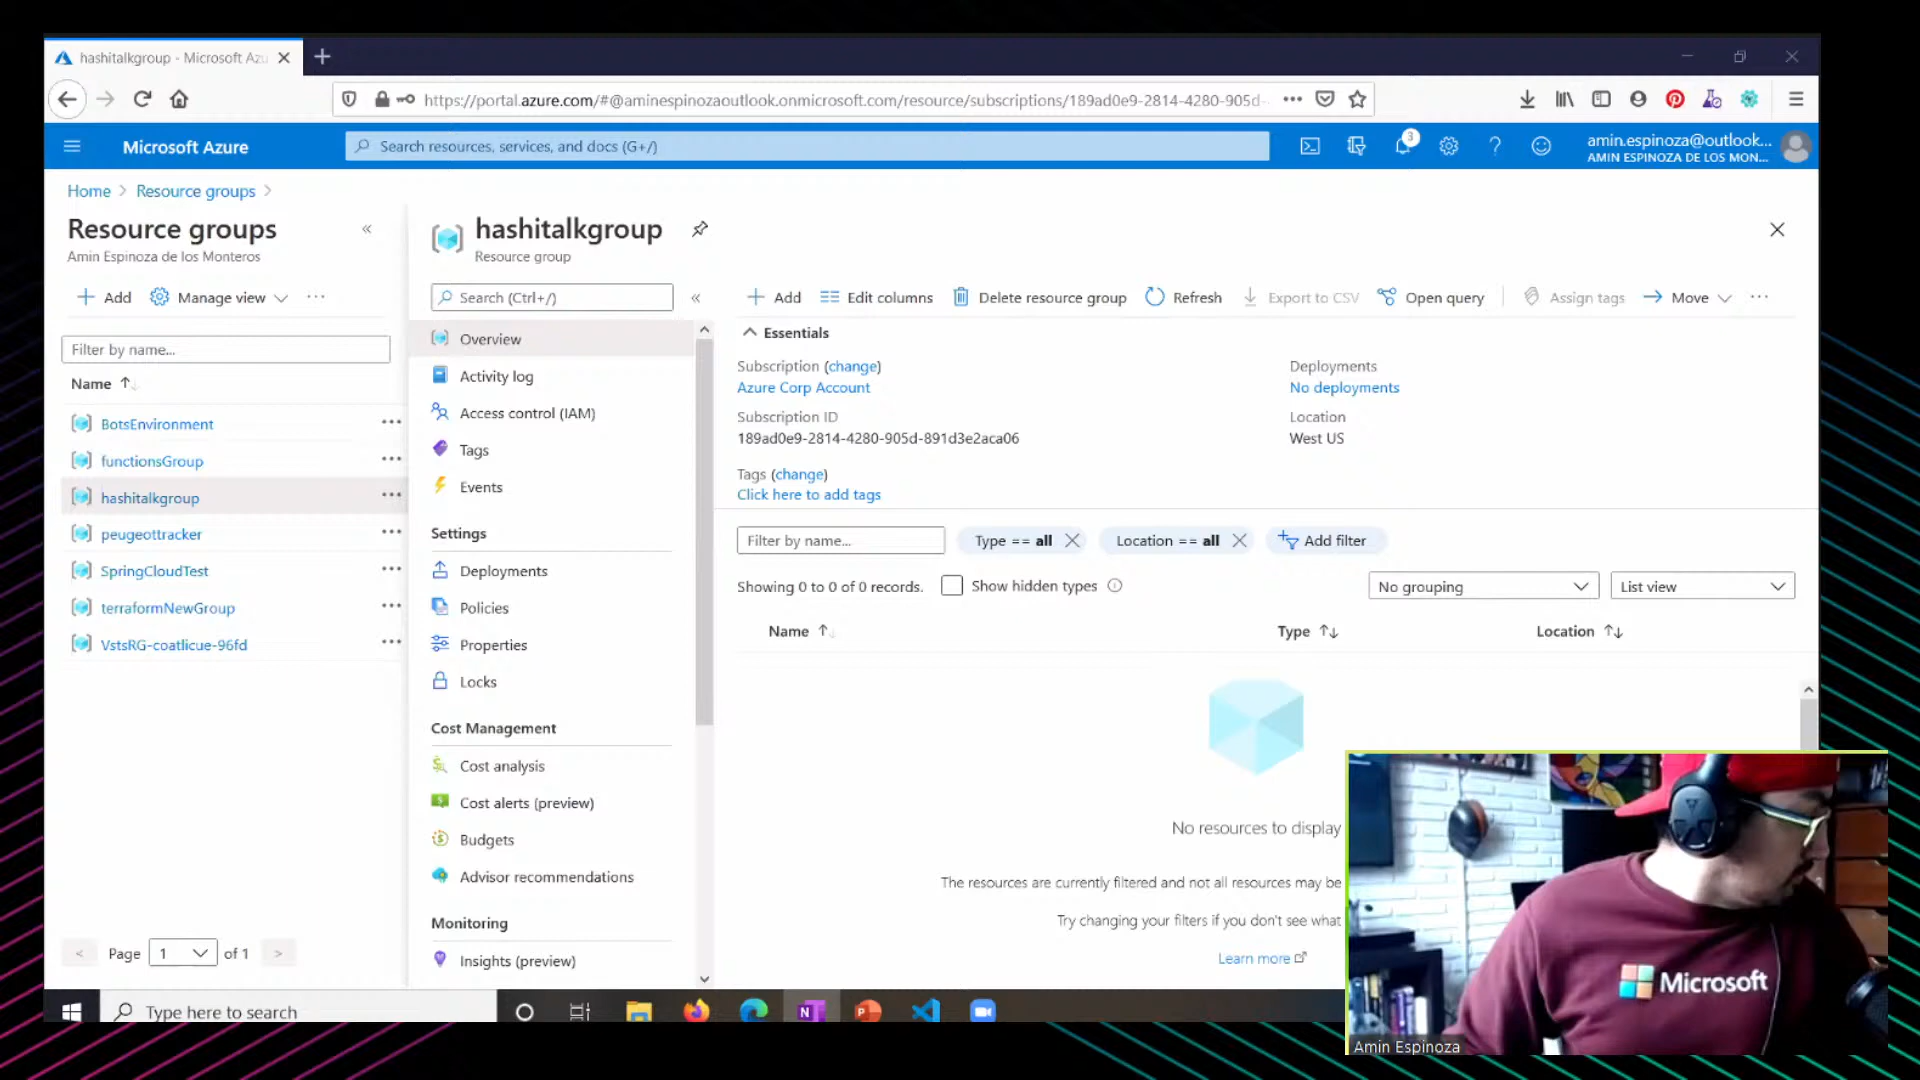 hashitalkgroup - Microsoft Azu
https://portal.azure.com/#@aminespinozaoutlook.onmicrosoft.com/resource/subscriptions/189ad0e9-2814-4280-905d-
Microsoft Azure
Search resources, services, and docs (G+/)
3
amin.espinoza@outlook...
AMIN ESPINOZA DE LOS MON...
Home > Resource groups >
Resource groups
«
Amin Espinoza de los Monteros
Add
Manage view
Filter by name...
Name
BotsEnvironment
functionsGroup
hashitalkgroup
peugeottracker
SpringCloudTest
terraformNewGroup
VstsRG-coatlicue-96fd
< Page 1 of 1 >
hashitalkgroup
Resource group
Search (Ctrl+/)
«
Overview
Activity log
Access control (IAM)
Tags
Events
Settings
Deployments
Policies
Properties
Locks
Cost Management
Cost analysis
Cost alerts (preview)
Budgets
Advisor recommendations
Monitoring
Insights (preview)
Add
Edit columns
Delete resource group
Refresh
Export to CSV
Open query
Assign tags
Move
Essentials
Subscription (change)
Azure Corp Account
Subscription ID
189ad0e9-2814-4280-905d-891d3e2aca06
Tags (change)
Click here to add tags
Deployments
No deployments
Location
West US
Filter by name...
Type == all
Location == all
Add filter
Showing 0 to 0 of 0 records.
Show hidden types
No grouping
List view
Name
Type
Location
No resources to display
The resources are currently filtered and not all resources may be
Try changing your filters if you don't see what
Learn more
Type here to search
Microsoft
Amin Espinoza